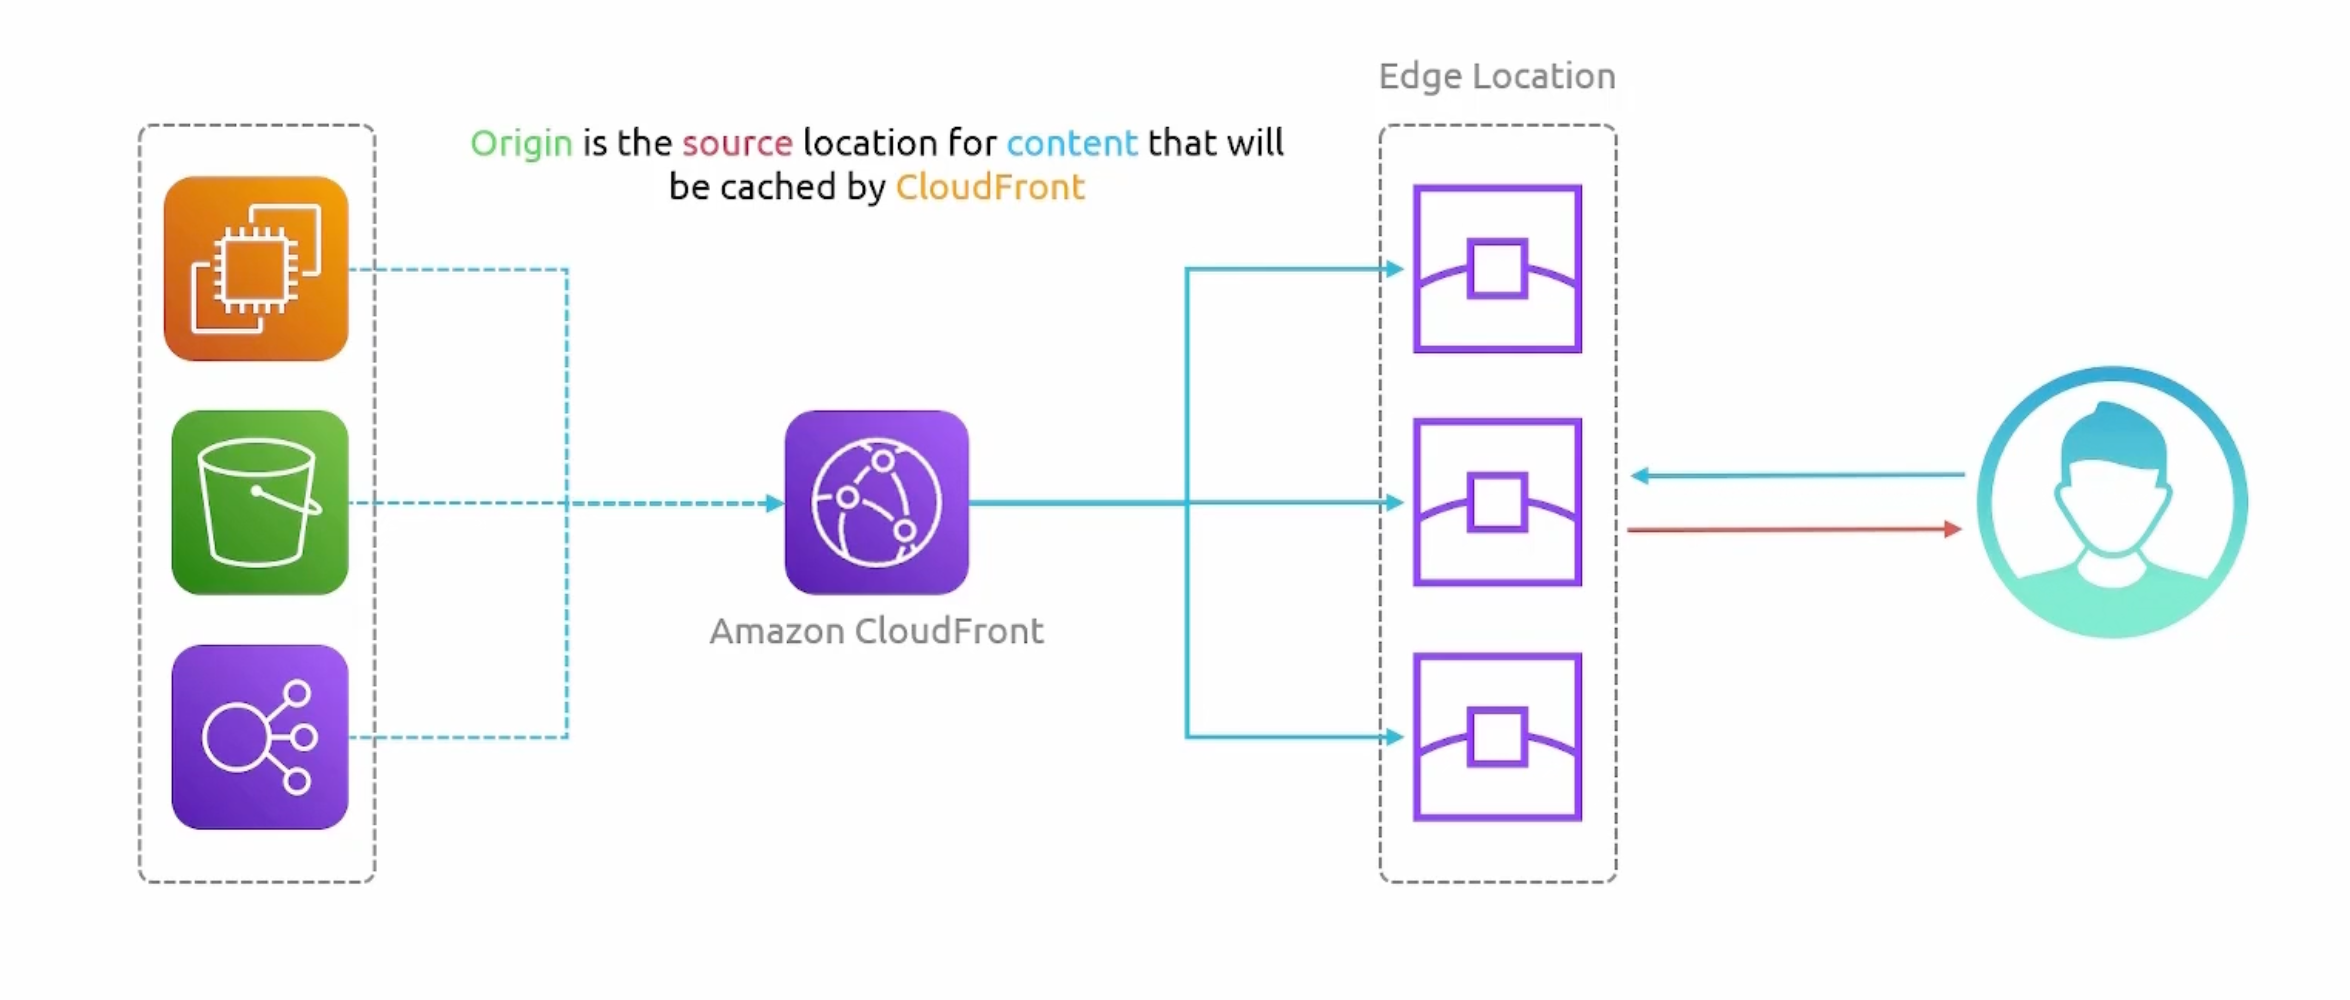 Edge Location
Origin is the source location for content that will
be cached by CloudFront
Amazon CloudFront